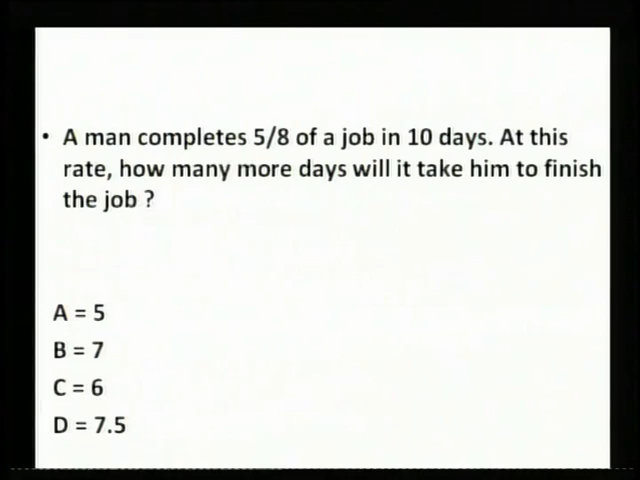 • A man completes 5/8 of a job in 10 days. At this
rate, how many more days will it take him to finish
the job ?
A = 5
B = 7
C = 6
D = 7.5